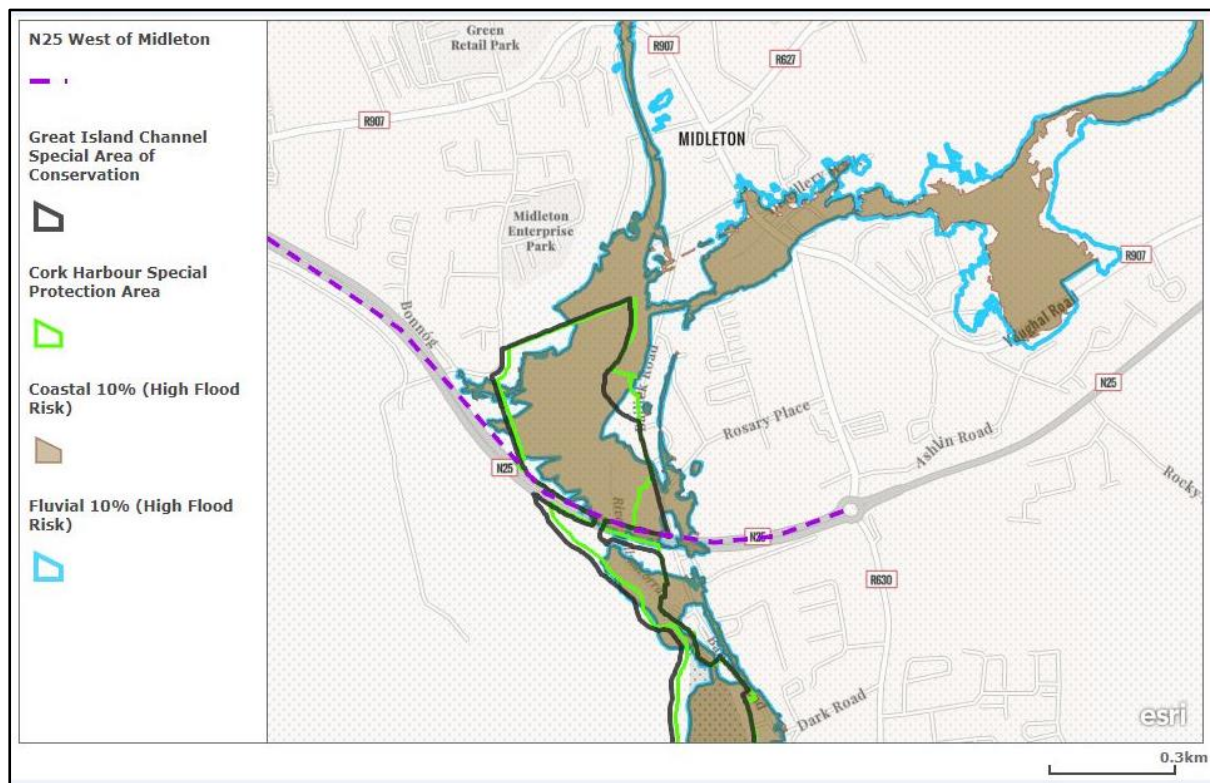 N25 West of Midleton
Great Island Channel
Special Area of
Conservation
Cork Harbour Special
Protection Area
Coastal 10% (High Flood
Risk)
Fluvial 10% (High Flood
Risk)
Green
Retail Park
R907
R627
R907
MIDLETON
Midleton
Enterprise
Park
R907
Bonnóg
Youghal Road
N25
Rosary Place
Ashlin Road
N25
Rocky
N25
R630
Dark Road
esri
0.3km